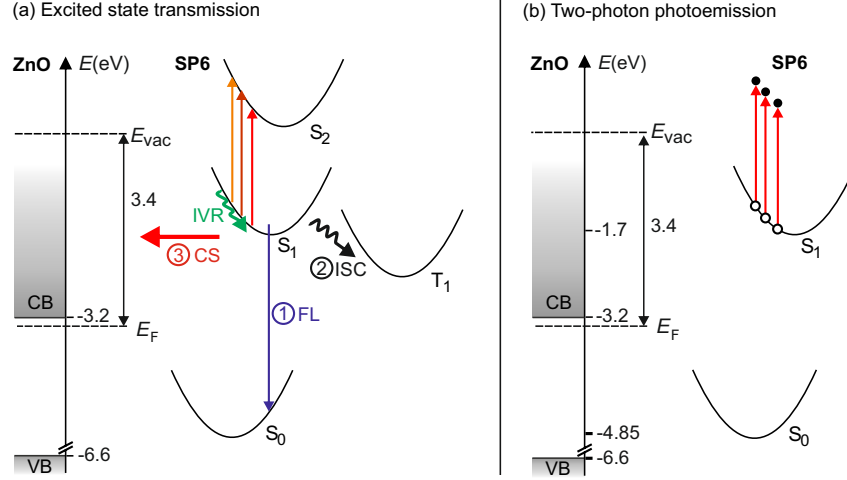 (a) Excited state transmission
ZnO
E(eV)
SP6
S2
Evac
3.4
IVR
S1
③ CS
② ISC
T1
CB
-3.2
① FL
EF
S0
-6.6
VB
(b) Two-photon photoemission
ZnO
E(eV)
SP6
Evac
3.4
-1.7
S1
CB
-3.2
EF
-4.85
S0
-6.6
VB